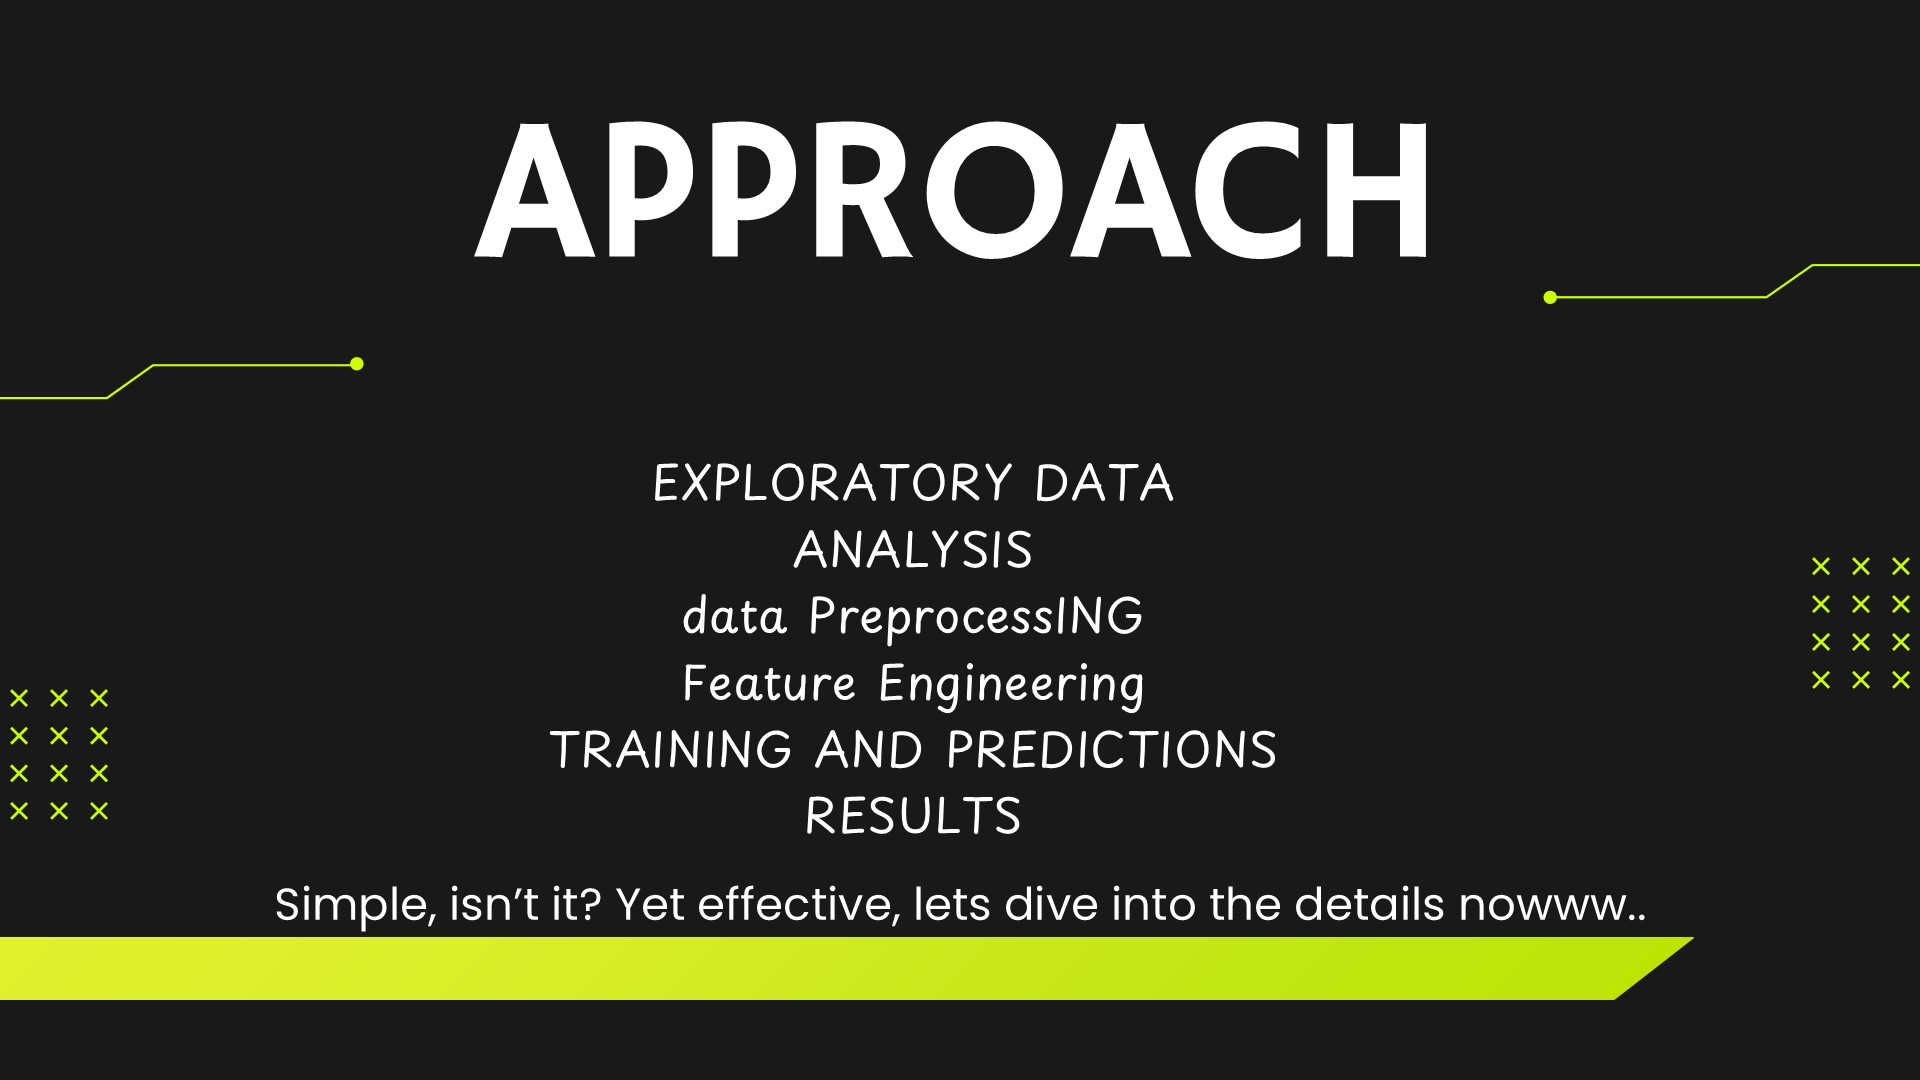 APPROACH
EXPLORATORY DATA
ANALYSIS
data PreprocessING
Feature Engineering
TRAINING AND PREDICTIONS
RESULTS
Simple, isn’t it? Yet effective, lets dive into the details nowww..